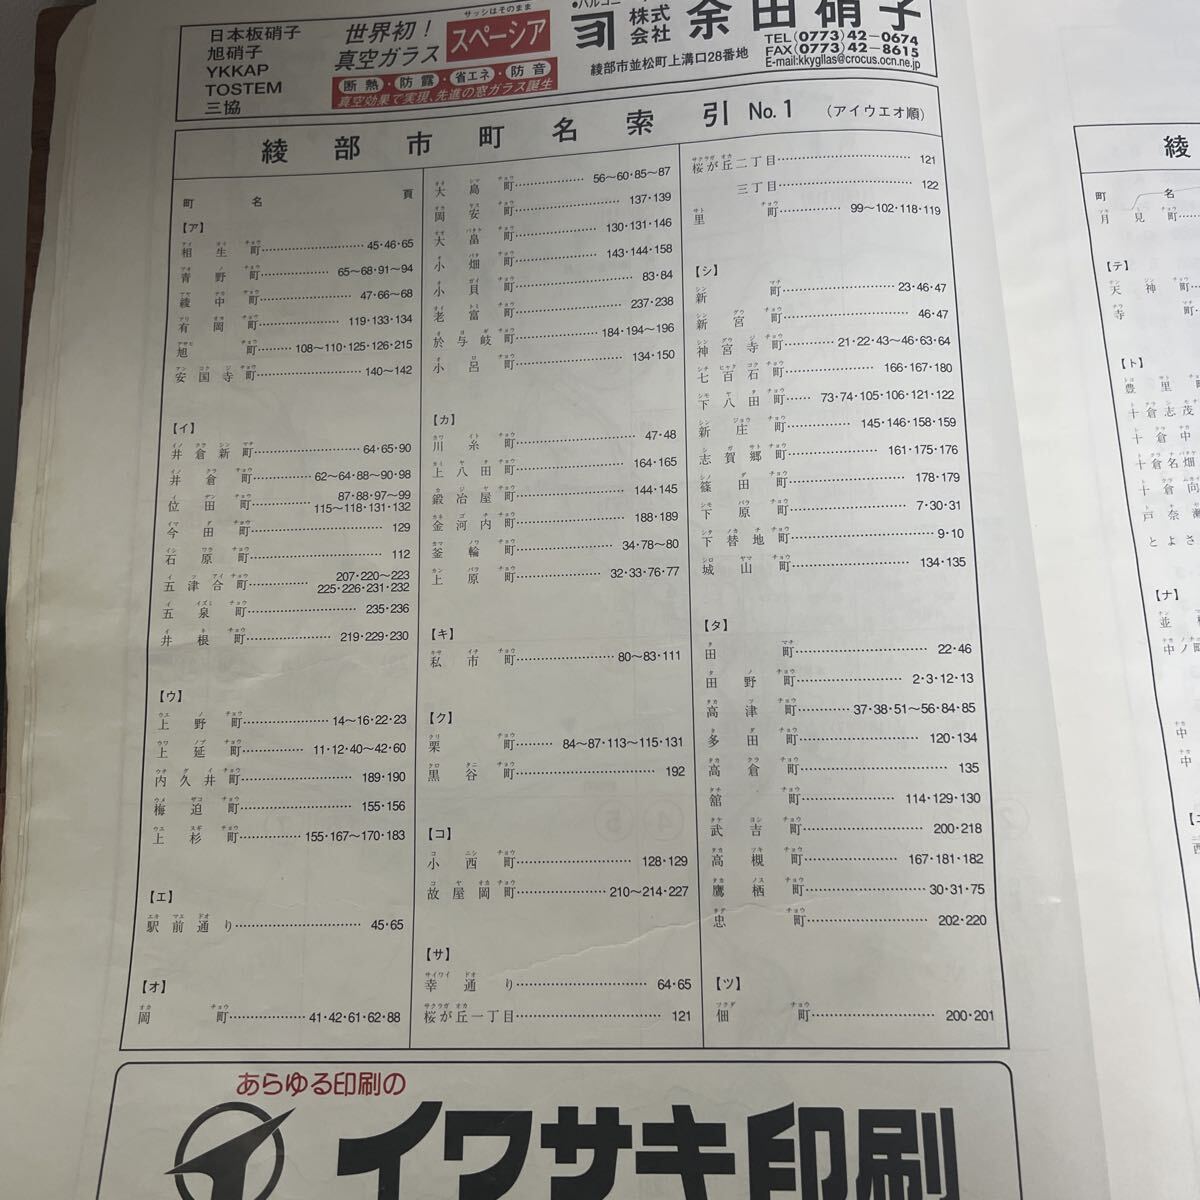 日本板硝子
旭硝子
YKKAP
TOSTEM
三協
世界初!
真空ガラス
サッシはそのまま
スペーシア
断熱・防露・省エネ・防音
真空効果で実現、先進の窓ガラス誕生
株式会社 余田硝子
綾部市並松町上溝口28番地
TEL(0773)42-0674
FAX(0773)42-8615
E-mail:kkygllas@crocus.ocn.ne.jp
綾部市町名索引 No.1 (アイウエオ順)
町名 頁
【ア】
相生町 45・46・65
青野町 65~68・91~94
綾中町 47・66~68
有岡町 119・133・134
旭町 108~110・125・126・215
安国寺町 140~142
【イ】
井倉新町 64・65・90
井倉町 62~64・88~90・98
位田町 87・88・97~99
115~118・131・132
今田町 129
石原町 112
五津合町 207・220~223
225・226・231・232
五泉町 235・236
井根町 219・229・230
【ウ】
上野町 14~16・22・23
上延町 11・12・40~42・60
内久井町 189・190
梅迫町 155・156
上杉町 155・167~170・183
【エ】
駅前通り 45・65
【オ】
岡町 41・42・61・62・88
大島町 56~60・85~87
岡安町 137・139
大畠町 130・131・146
小畑町 143・144・158
小貝町 83・84
老富町 237・238
於与岐町 184・194~196
小呂町 134・150
【カ】
川糸町 47・48
上八田町 164・165
鍛冶屋町 144・145
金河内町 188・189
釜輪町 34・78~80
上原町 32・33・76・77
【キ】
私市町 80~83・111
【ク】
栗町 84~87・113~115・131
黒谷町 192
【コ】
小西町 128・129
故屋岡町 210~214・227
【サ】
幸通り 64・65
桜が丘一丁目 121
桜が丘二丁目 121
三丁目 122
里町 99~102・118・119
【シ】
新町 23・46・47
新宮町 46・47
神宮寺町 21・22・43~46・63・64
七百石町 166・167・180
下八田町 73・74・105・106・121・122
新庄町 145・146・158・159
志賀郷町 161・175・176
篠田町 178・179
下原町 7・30・31
下替地町 9・10
城山町 134・135
【タ】
田町 22・46
田野町 2・3・12・13
高津町 37・38・51~56・84・85
多田町 120・134
高倉町 135
舘町 114・129・130
武吉町 200・218
高槻町 167・181・182
鷹栖町 30・31・75
忠町 202・220
【ツ】
佃町 200・201
あらゆる印刷の
イワサキ印刷
綾
町名
月見町
【テ】
天神町
寺町
【ト】
豊里町
十倉志茂
十倉中
十倉名畑
十倉向
戸奈瀬
とよさ
【ナ】
並
中ノ町
中
中
西